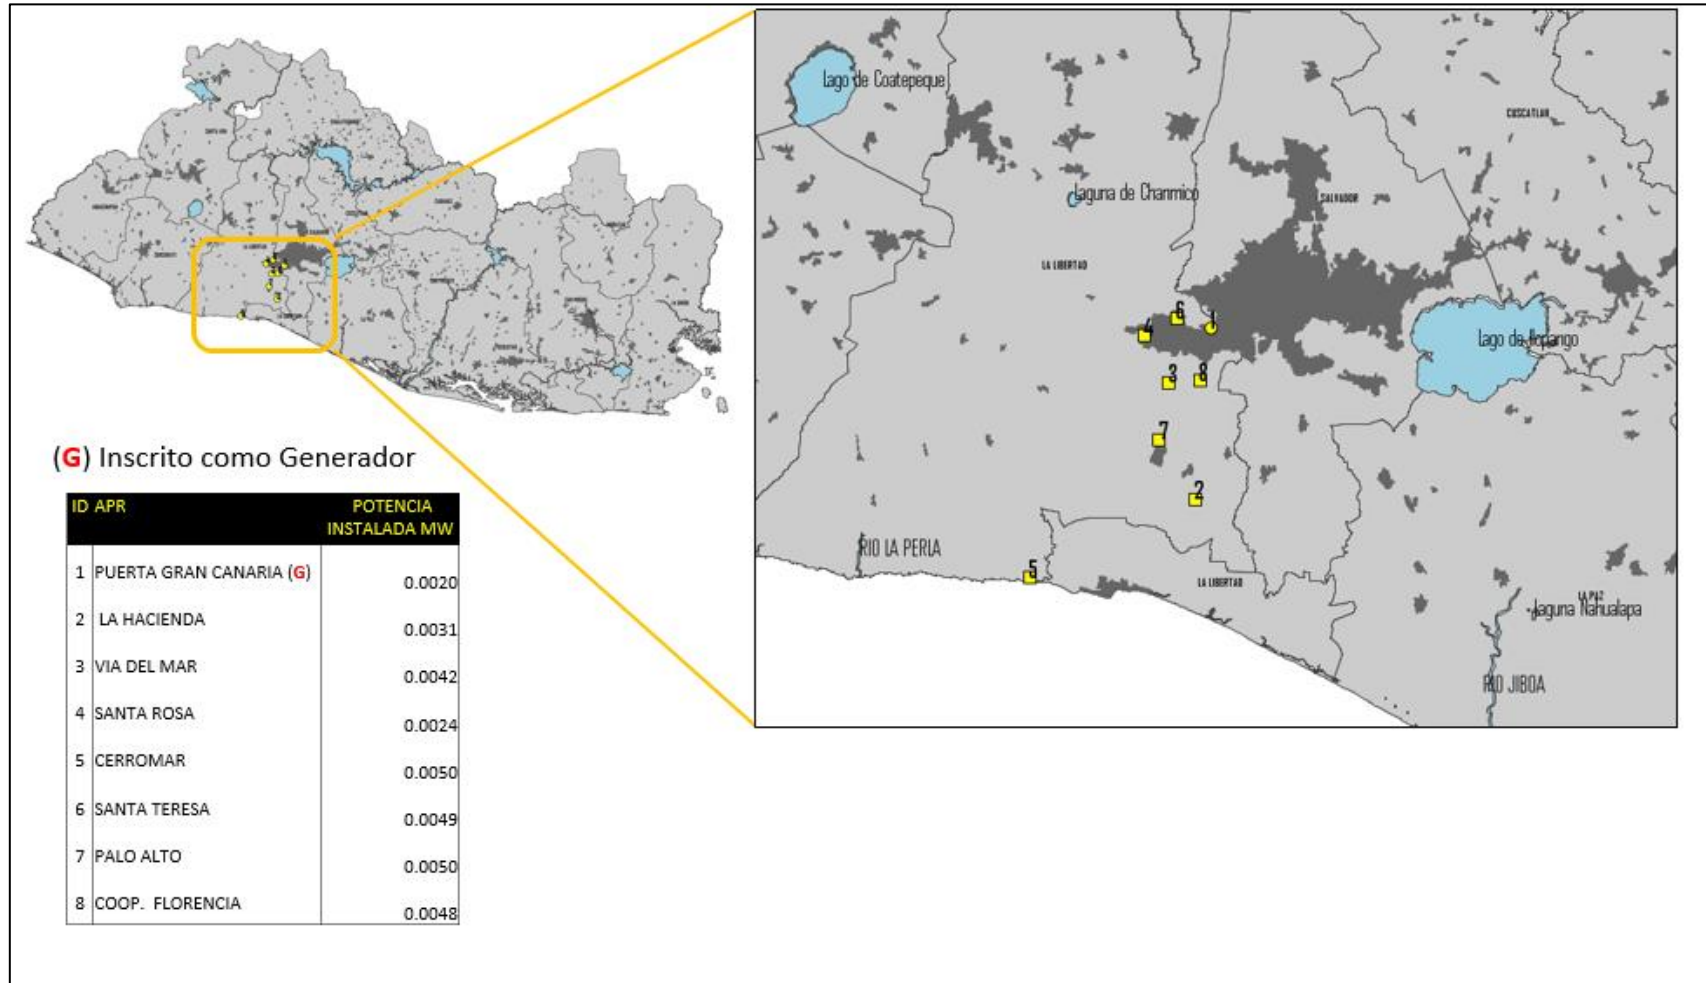 (G) Inscrito como Generador
ID APR POTENCIA
INSTALADA MW
1 PUERTA GRAN CANARIA (G) 0.0020
2 LA HACIENDA 0.0031
3 VIA DEL MAR 0.0042
4 SANTA ROSA 0.0024
5 CERROMAR 0.0050
6 SANTA TERESA 0.0049
7 PALO ALTO 0.0050
8 COOP. FLORENCIA 0.0048
lago de Coatepeque
CUSCATLAN
laguna de Chanmico
SALVADOR
LA LIBERTAD
6
1
4
lago de Ilopango
3
8
7
2
RIO LA PERLA
5
LA LIBERTAD
LA PAZ
laguna Nahualapa
RIO JIBOA